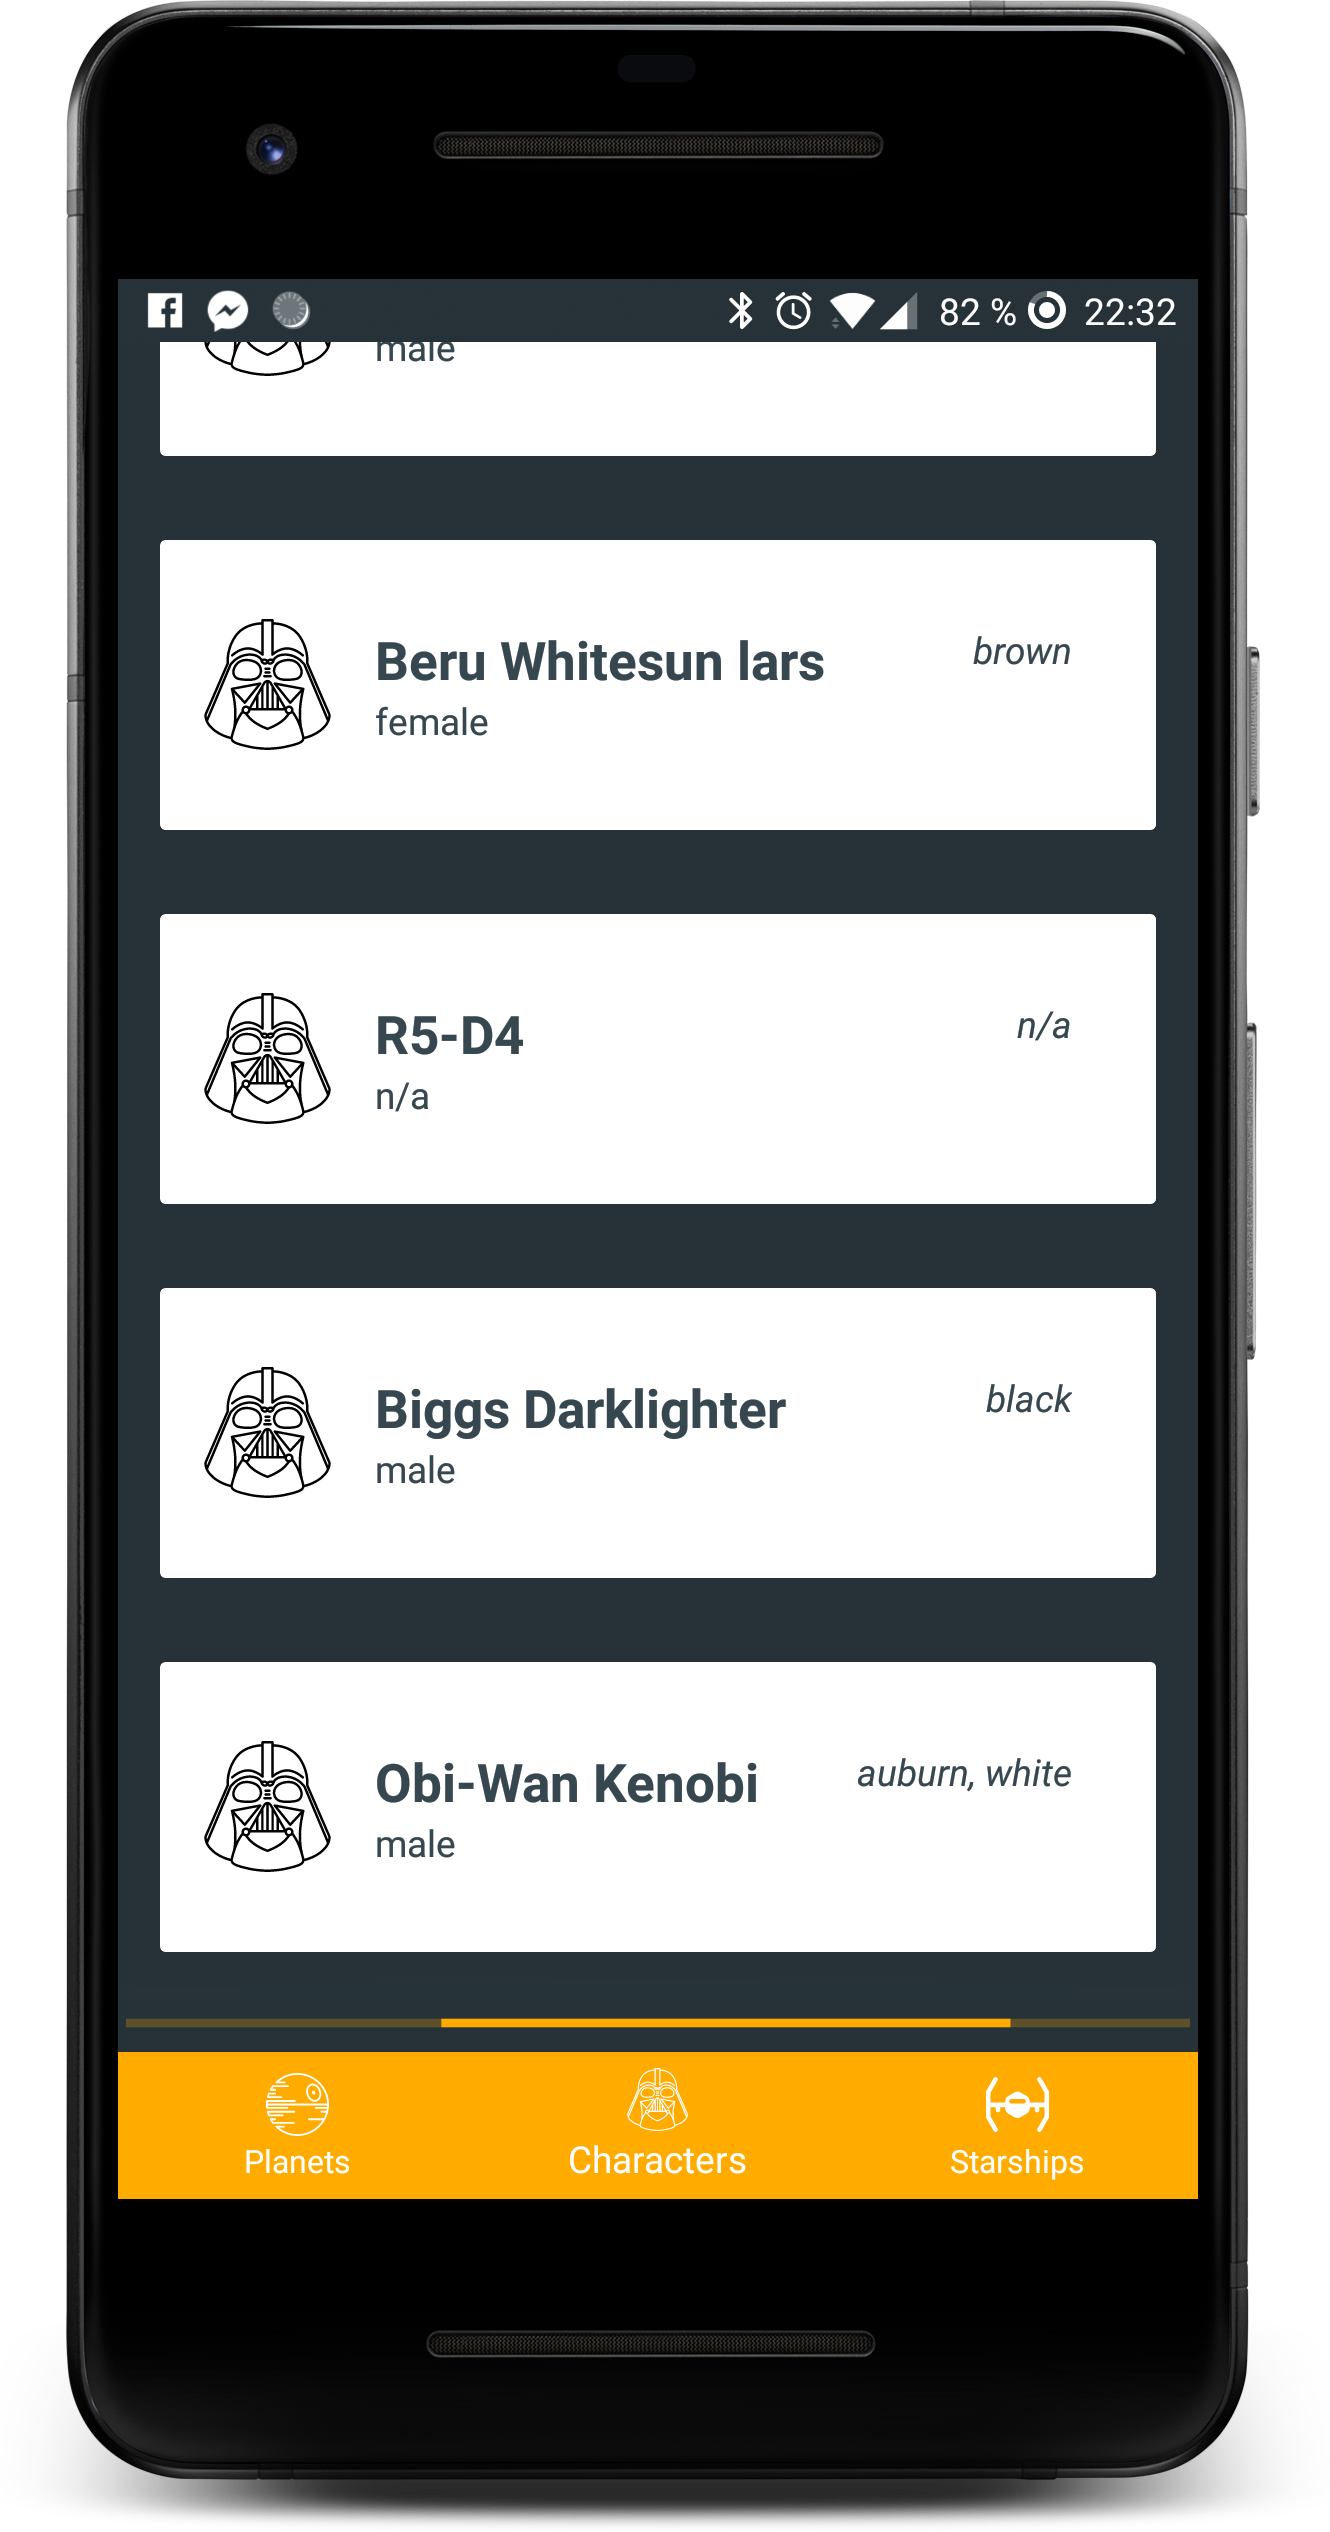 82 % 22:32
male
Beru Whitesun lars brown
female
R5-D4 n/a
n/a
Biggs Darklighter black
male
Obi-Wan Kenobi auburn, white
male
Planets Characters Starships